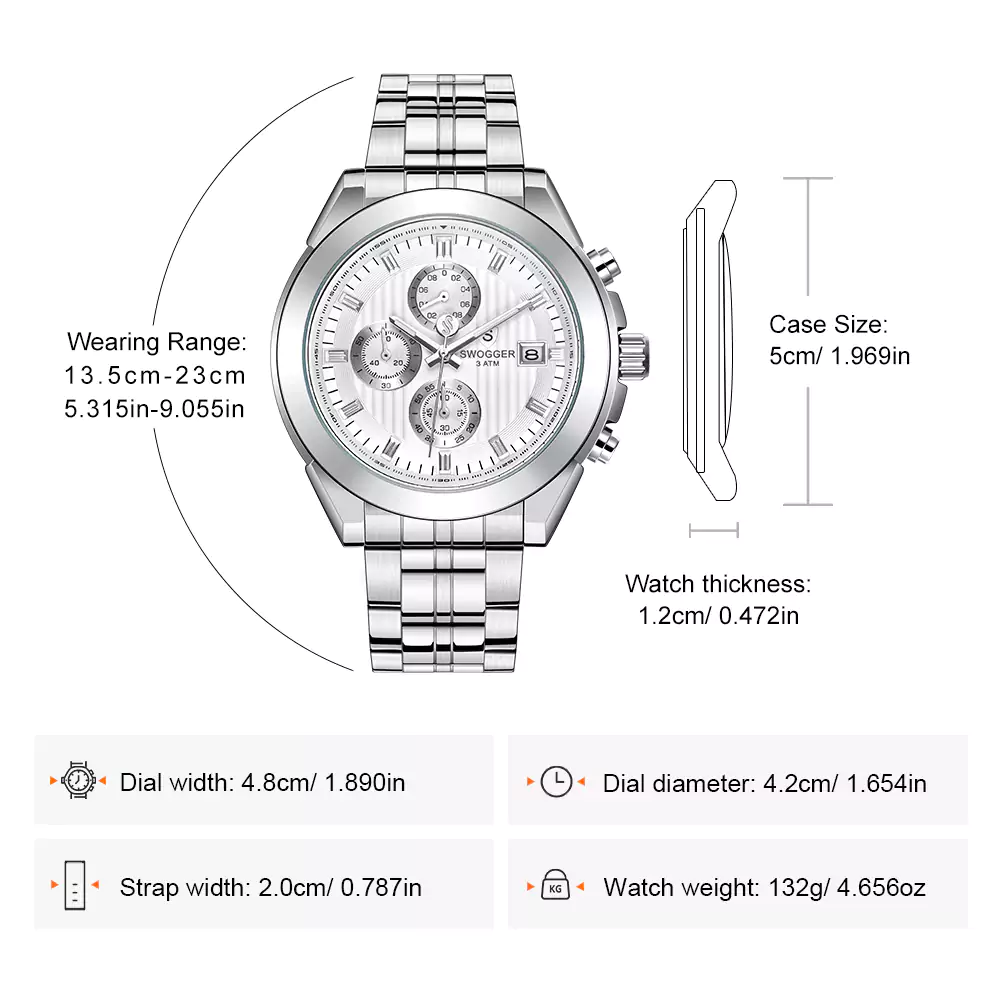 Wearing Range:
13.5cm-23cm
5.315in-9.055in
SWOGGER
3 ATM
8
Case Size:
5cm/ 1.969in
Watch thickness:
1.2cm/ 0.472in
Dial width: 4.8cm/ 1.890in
Dial diameter: 4.2cm/ 1.654in
Strap width: 2.0cm/ 0.787in
KG
Watch weight: 132g/ 4.656oz